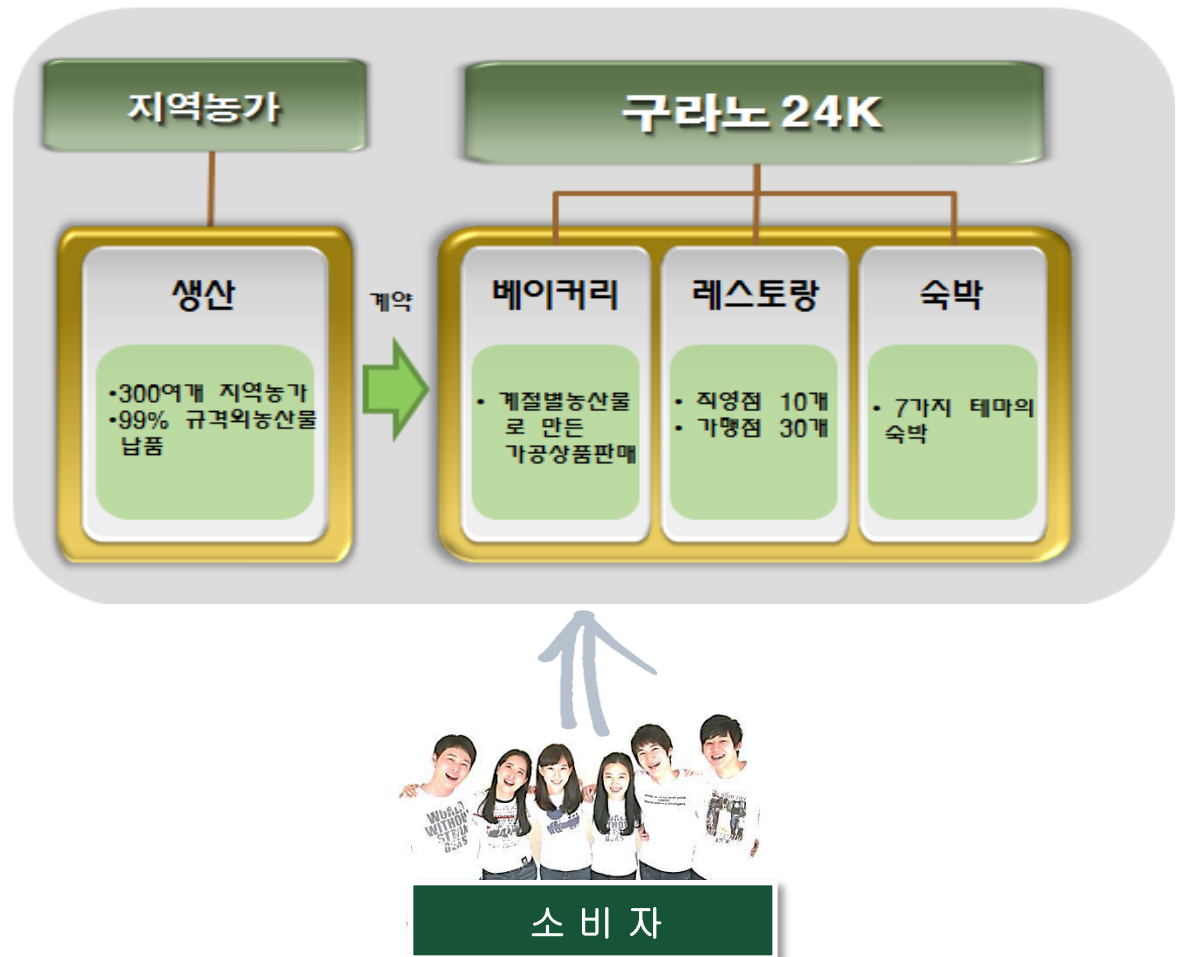 지역농가
구라노 24K
생산
•300여개 지역농가
•99% 규격외농산물
납품
계약
베이커리
• 계절별농산물
로 만든
가공상품판매
레스토랑
• 직영점 10개
• 가맹점 30개
숙박
• 7가지 테마의
숙박
WITHOUT
소비자